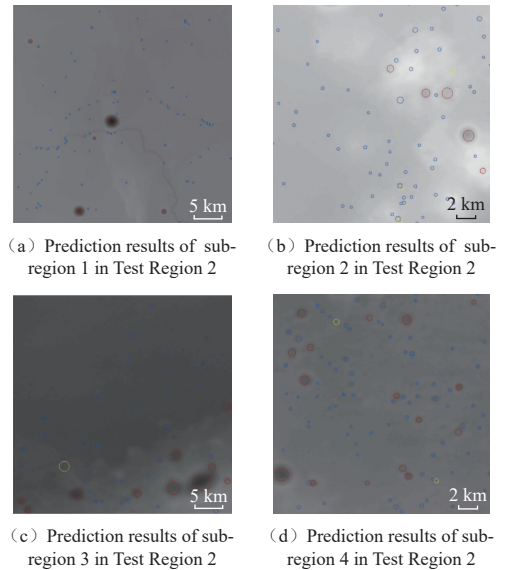 5 km
2 km
（a）Prediction results of sub-
region 1 in Test Region 2
（b）Prediction results of sub-
region 2 in Test Region 2
5 km
2 km
（c）Prediction results of sub-
region 3 in Test Region 2
（d）Prediction results of sub-
region 4 in Test Region 2